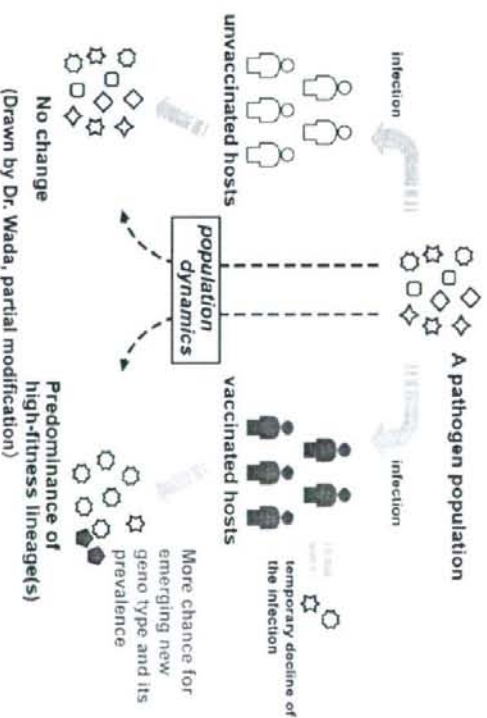 A pathogen population
infection
infection
unvaccinated hosts
vaccinated hosts
temporary decline of
the infection
population
dynamics
No change
Predominance of
high-fitness lineage(s)
More chance for
emerging new
geno type and its
prevalence
(Drawn by Dr. Wada, partial modification)